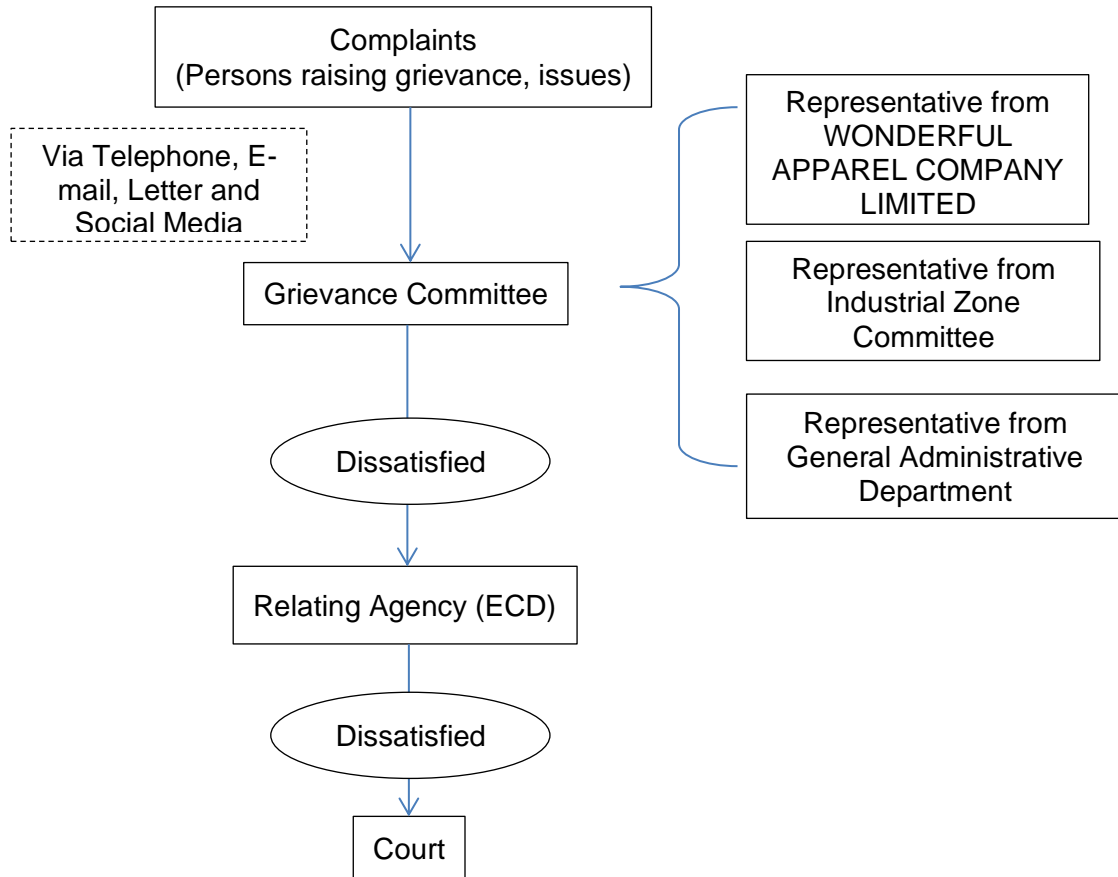 Complaints
(Persons raising grievance, issues)
Via Telephone, E-
mail, Letter and
Social Media
Grievance Committee
Representative from
WONDERFUL
APPAREL COMPANY
LIMITED
Representative from
Industrial Zone
Committee
Representative from
General Administrative
Department
Dissatisfied
Relating Agency (ECD)
Dissatisfied
Court